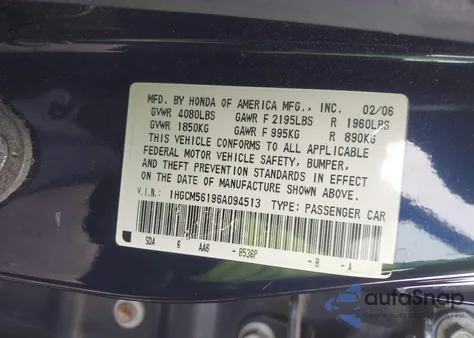 MFD. BY HONDA OF AMERICA MFG., INC. 02/06
GVWR 4080LBS GAWR F 2195LBS R 1960LBS
GVWR 1850KG GAWR F 995KG R 890KG
THIS VEHICLE CONFORMS TO ALL APPLICABLE
FEDERAL MOTOR VEHICLE SAFETY, BUMPER,
AND THEFT PREVENTION STANDARDS IN EFFECT
ON THE DATE OF MANUFACTURE SHOWN ABOVE.
V.I.N.: 1HGCM56196A094513 TYPE: PASSENGER CAR
SDA 6 AA6 - B536P - B - A
autoSnap